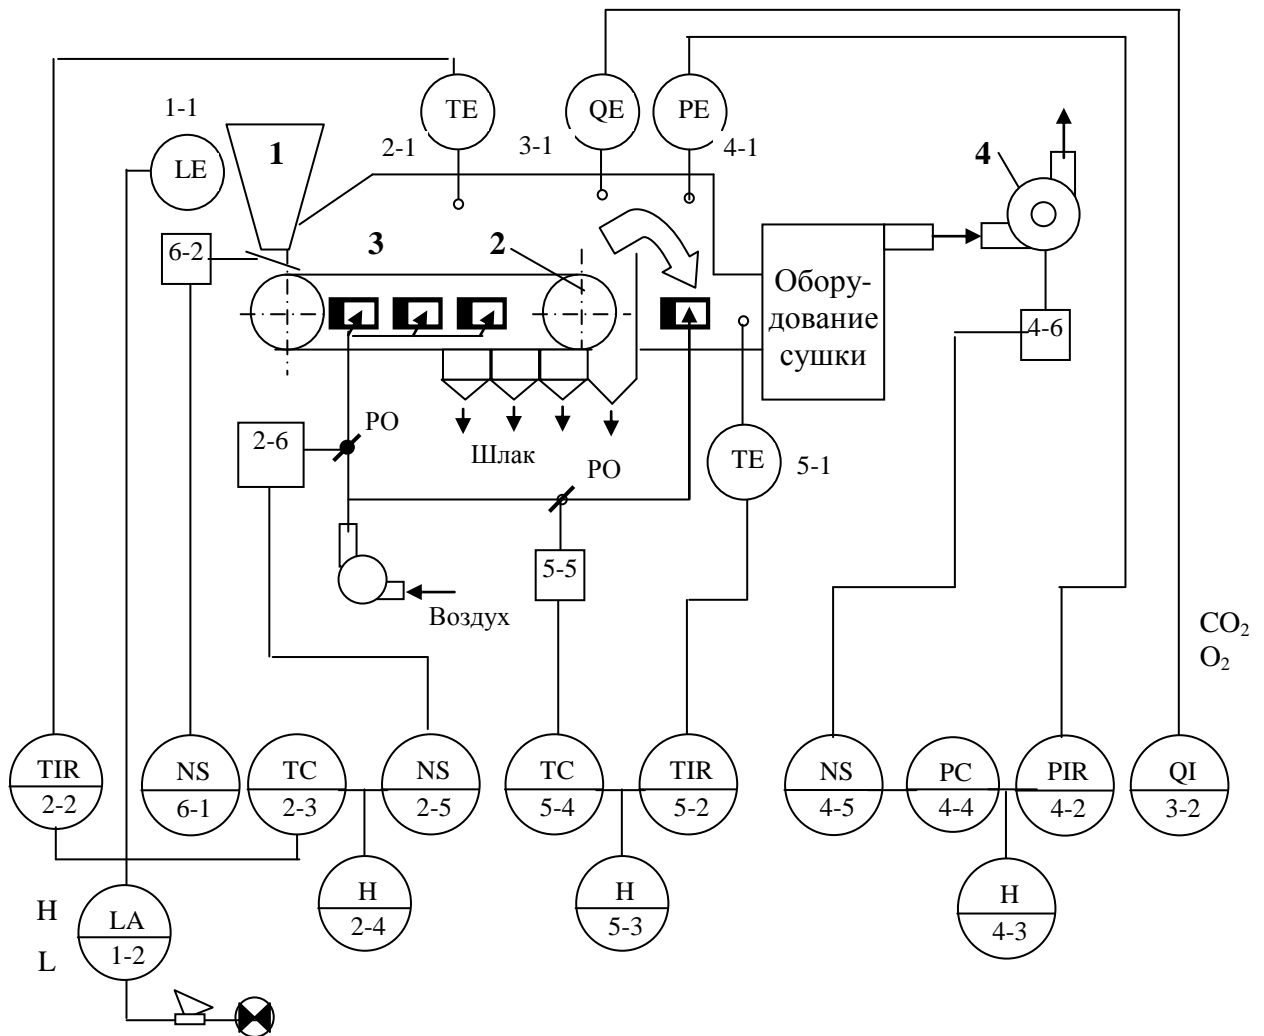 1-1
TE
QE
PE
LE
1
2-1
3-1
4-1
4
6-2
3
2
Обору-
дование
сушки
4-6
PO
2-6
Шлак
PO
TE
5-1
5-5
Воздух
CO₂
O₂
TIR
2-2
NS
6-1
TC
2-3
NS
2-5
TC
5-4
TIR
5-2
NS
4-5
PC
4-4
PIR
4-2
QI
3-2
H
L
LA
1-2
H
2-4
H
5-3
H
4-3